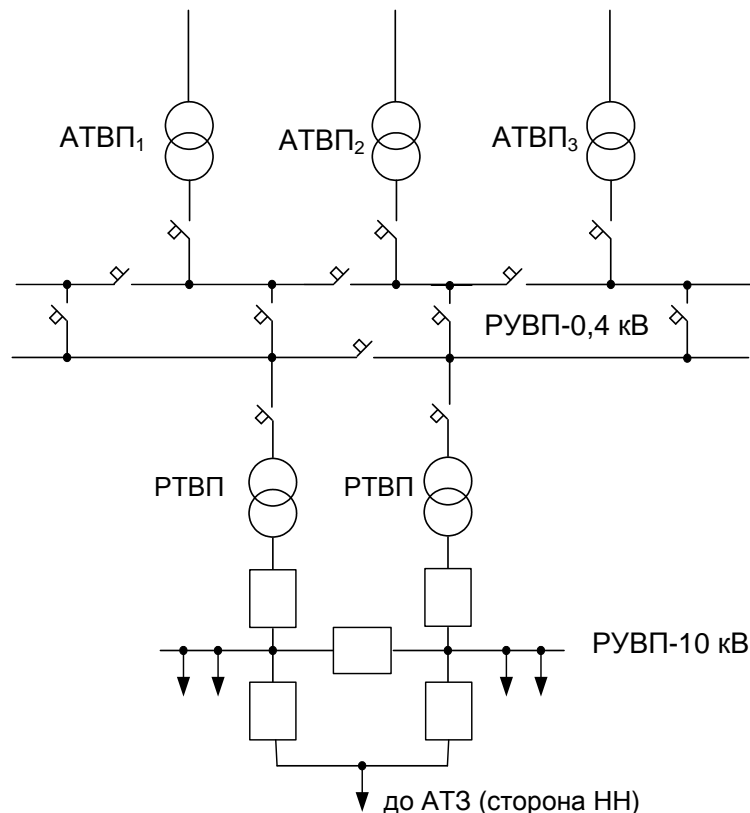 АТВП₁
АТВП₂
АТВП₃
РУВП-0,4 кВ
РТВП
РТВП
РУВП-10 кВ
до АТЗ (сторона НН)